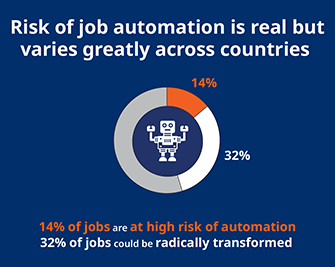 Risk of job automation is real but
varies greatly across countries
14%
32%
14% of jobs are at high risk of automation
32% of jobs could be radically transformed